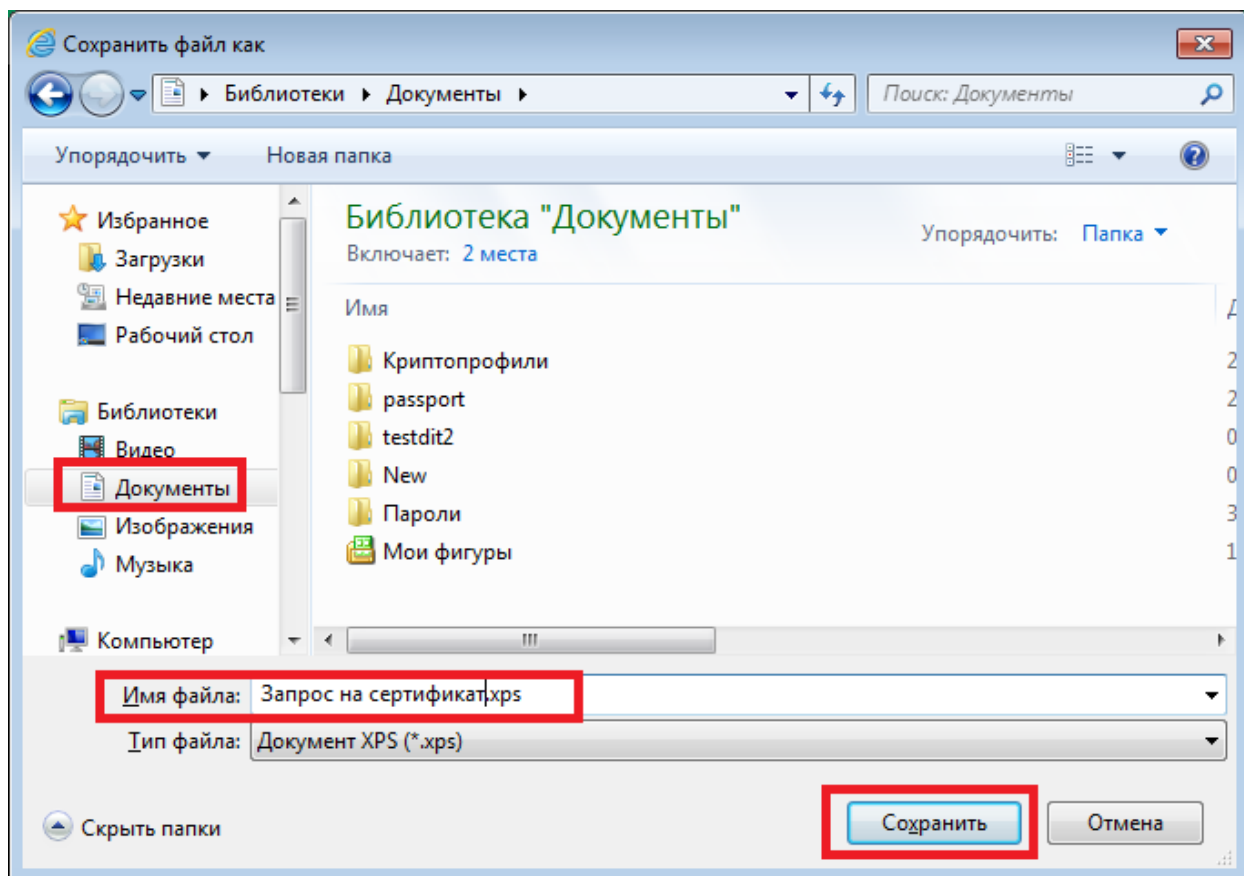 Сохранить файл как
Библиотеки Документы
Поиск: Документы
Упорядочить Новая папка
Избранное
Загрузки
Недавние места
Рабочий стол
Библиотеки
Видео
Документы
Изображения
Музыка
Компьютер
Библиотека "Документы"
Включает: 2 места
Упорядочить: Папка
Имя
Криптопрофили
passport
testdit2
New
Пароли
Мои фигуры
Имя файла: Запрос на сертификат.xps
Тип файла: Документ XPS (*.xps)
Скрыть папки
Сохранить
Отмена